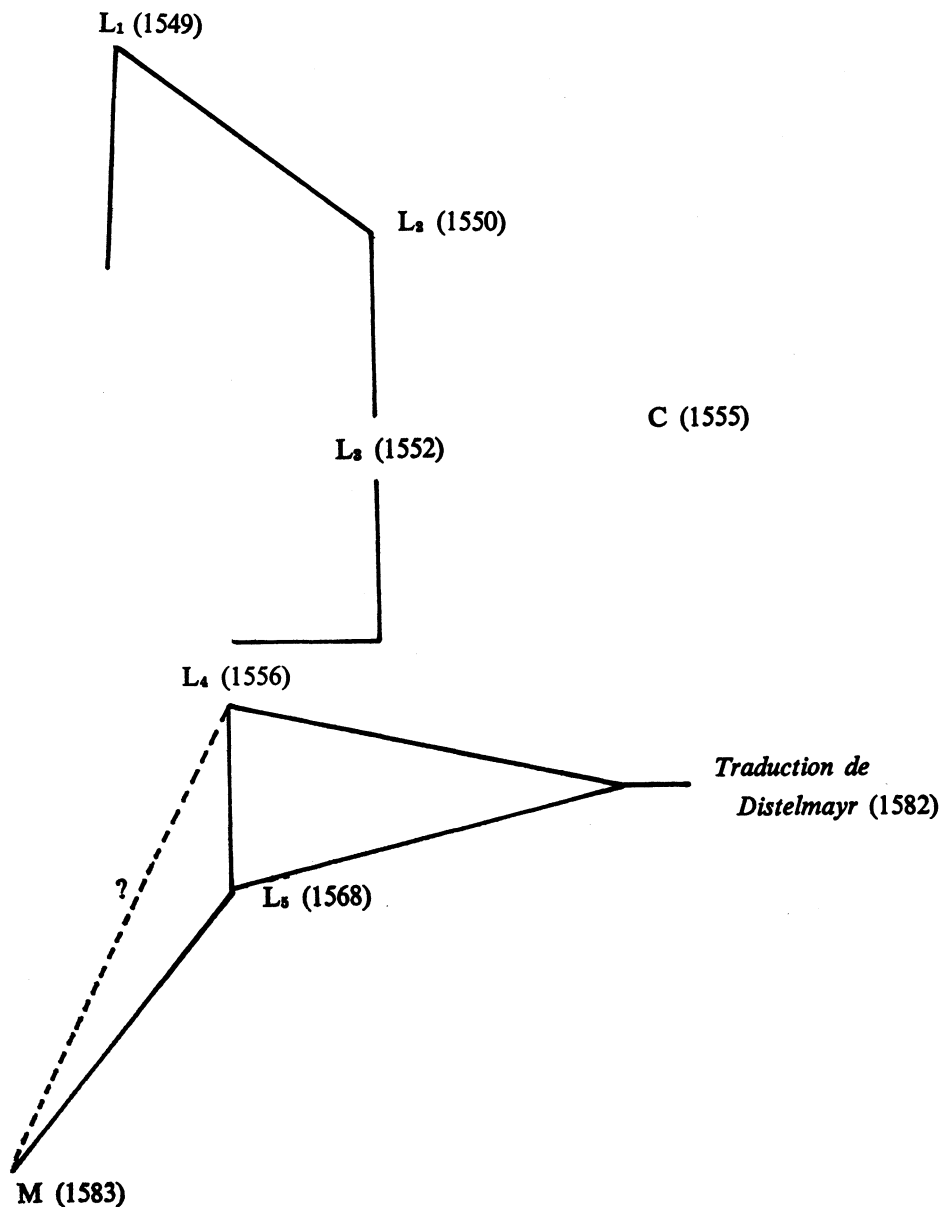 L₁ (1549)
L₂ (1550)
C (1555)
L₃ (1552)
L₄ (1556)
Traduction de
Distelmayr (1582)
?
L₅ (1568)
M (1583)